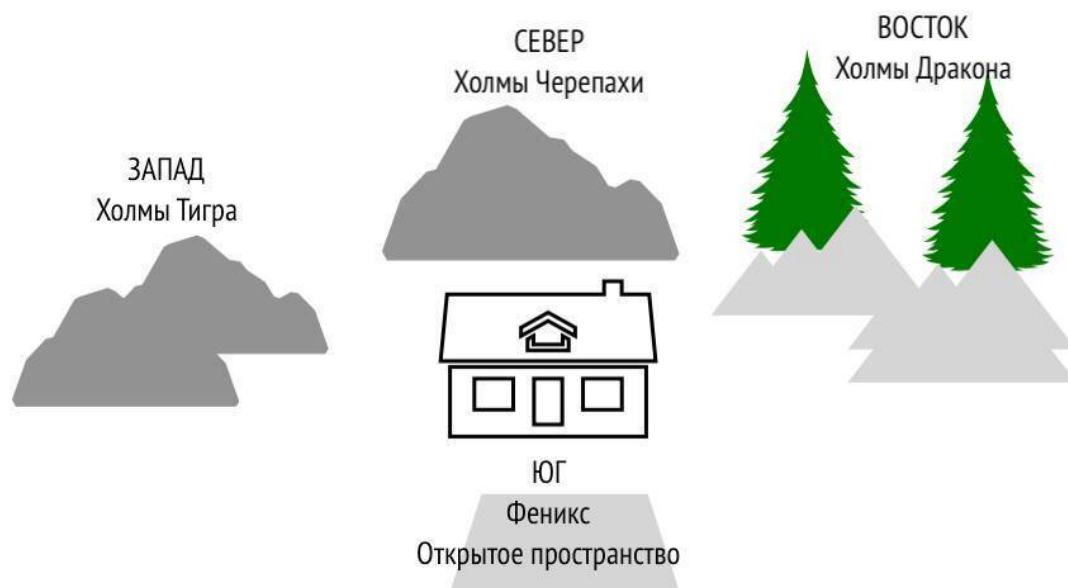 СЕВЕР
Холмы Черепахи
ВОСТОК
Холмы Дракона
ЗАПАД
Холмы Тигра
ЮГ
Феникс
Открытое пространство